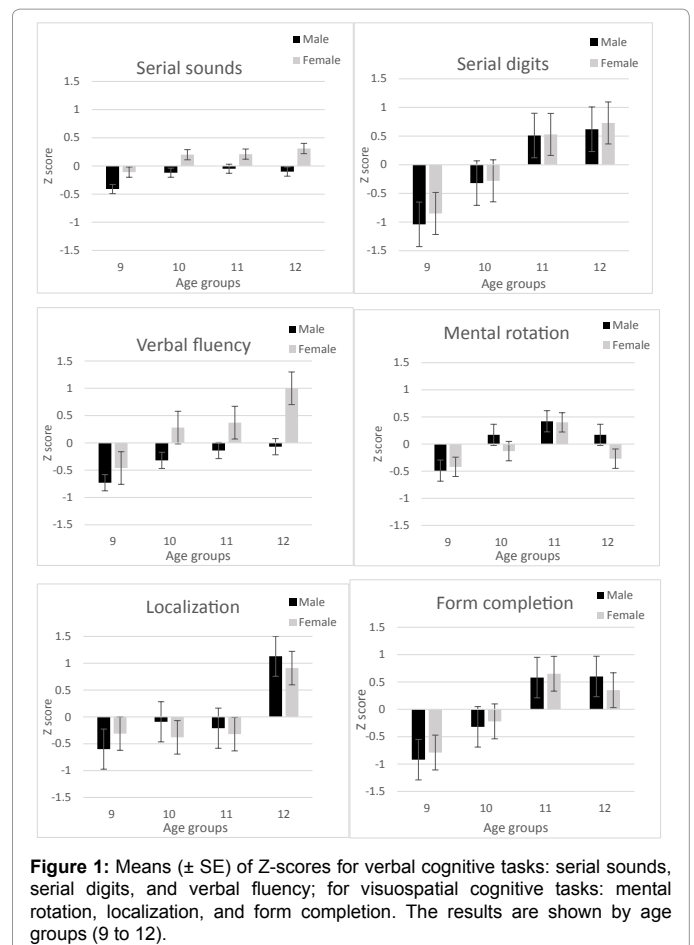 Serial sounds
Male
Female
1.5
1
0.5
0
-0.5
-1
-1.5
Z score
9 10 11 12
Age groups
Serial digits
Male
Female
1.5
1
0.5
0
-0.5
-1
-1.5
Z score
9 10 11 12
Age groups
Verbal fluency
Male
Female
1.5
1
0.5
0
-0.5
-1
-1.5
Z score
9 10 11 12
Age groups
Mental rotation
Male
Female
1.5
1
0.5
0
-0.5
-1
-1.5
Z score
9 10 11 12
Age groups
Localization
Male
Female
1.5
1
0.5
0
-0.5
-1
-1.5
Z score
9 10 11 12
Age groups
Form completion
Male
Female
1.5
1
0.5
0
-0.5
-1
-1.5
Z score
9 10 11 12
Age groups
Figure 1: Means (± SE) of Z-scores for verbal cognitive tasks: serial sounds,
serial digits, and verbal fluency; for visuospatial cognitive tasks: mental
rotation, localization, and form completion. The results are shown by age
groups (9 to 12).